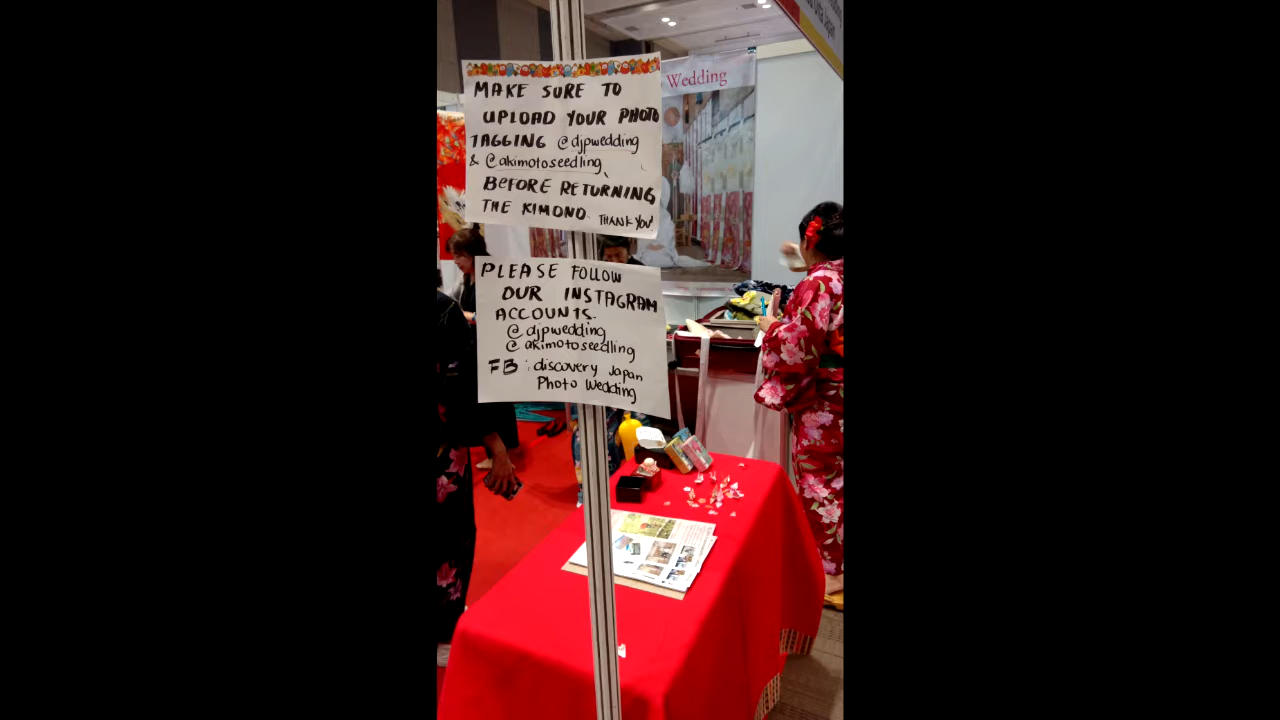 Wedding
MAKE SURE TO
UPLOAD YOUR PHOTO
TAGGING @djpwedding
& @akimotoseedling,
BEFORE RETURNING
THE KIMONO. THANK YOU!
PLEASE FOLLOW
OUR INSTAGRAM
ACCOUNTS.
@djpwedding
@akimotoseedling
FB : discovery Japan
Photo Wedding